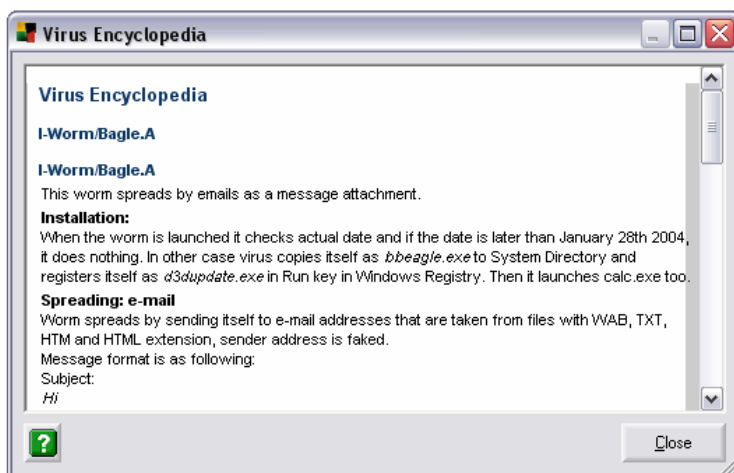 Virus Encyclopedia
Virus Encyclopedia
I-Worm/Bagle.A
I-Worm/Bagle.A
This worm spreads by emails as a message attachment.
Installation:
When the worm is launched it checks actual date and if the date is later than January 28th 2004,
it does nothing. In other case virus copies itself as bbeagle.exe to System Directory and
registers itself as d3dupdate.exe in Run key in Windows Registry. Then it launches calc.exe too.
Spreading: e-mail
Worm spreads by sending itself to e-mail addresses that are taken from files with WAB, TXT,
HTM and HTML extension, sender address is faked.
Message format is as following:
Subject:
Hi
?
Close